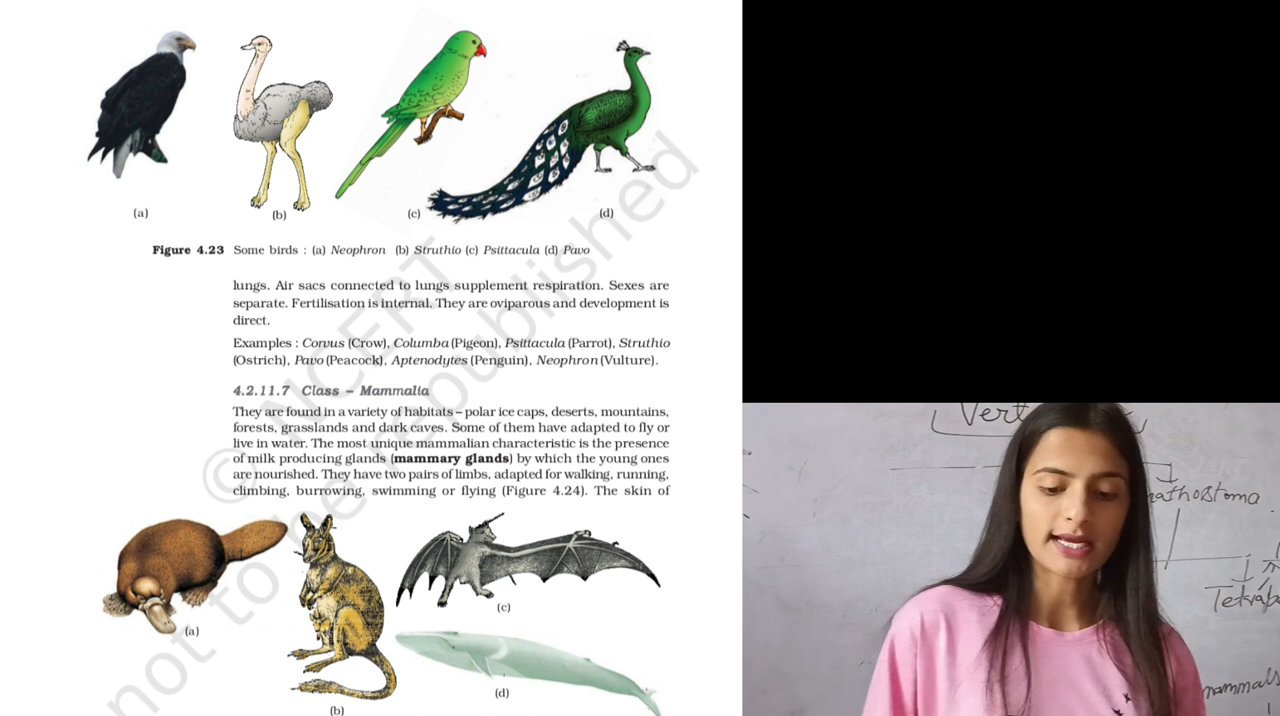 (a)
(b)
(c)
(d)
Figure 4.23 Some birds : (a) Neophron (b) Struthio (c) Psittacula (d) Pavo
lungs. Air sacs connected to lungs supplement respiration. Sexes are
separate. Fertilisation is internal. They are oviparous and development is
direct.
Examples : Corvus (Crow), Columba (Pigeon), Psittacula (Parrot), Struthio
(Ostrich), Pavo (Peacock), Aptenodytes (Penguin), Neophron (Vulture).
4.2.11.7 Class – Mammalia
They are found in a variety of habitats – polar ice caps, deserts, mountains,
forests, grasslands and dark caves. Some of them have adapted to fly or
live in water. The most unique mammalian characteristic is the presence
of milk producing glands (mammary glands) by which the young ones
are nourished. They have two pairs of limbs, adapted for walking, running,
climbing, burrowing, swimming or flying (Figure 4.24). The skin of
(a)
(b)
(c)
(d)
© NCERT
not to be republished
Vert
nathostoma
Tetrap
mammals